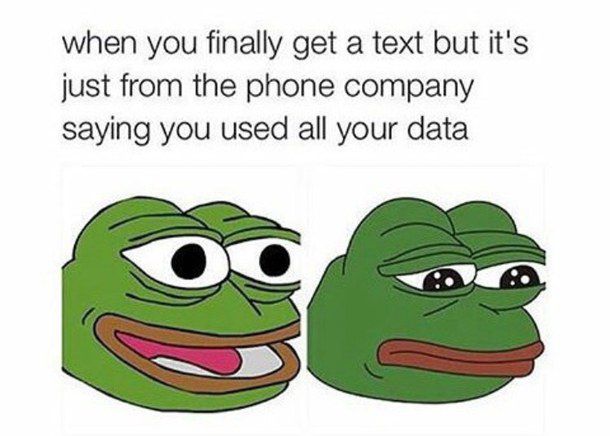 when you finally get a text but it's
just from the phone company
saying you used all your data